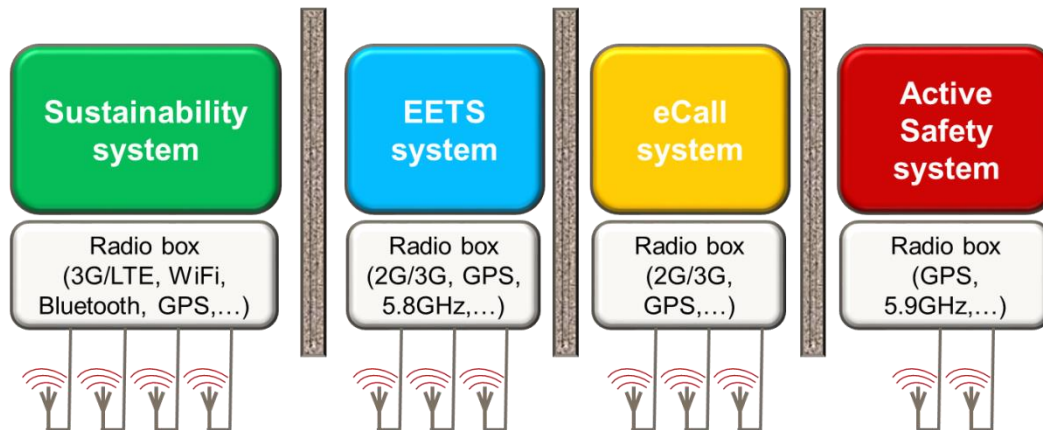 Sustainability
system
EETS
system
eCall
system
Active
Safety
system
Radio box
(3G/LTE, WiFi,
Bluetooth, GPS,...)
Radio box
(2G/3G, GPS,
5.8GHz,...)
Radio box
(2G/3G,
GPS,...)
Radio box
(GPS,
5.9GHz,...)